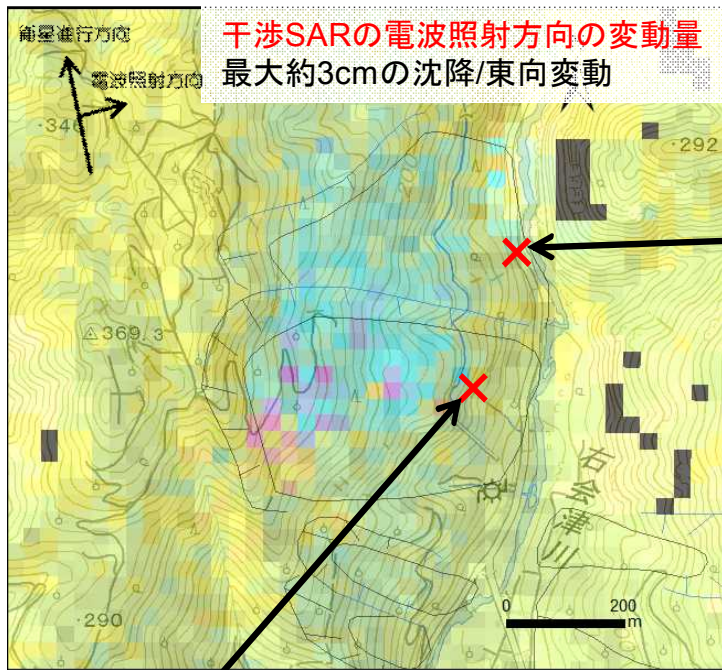 干渉SARの電波照射方向の変動量
最大約3cmの沈降/東向変動
衛星進行方向
電波照射方向
・346
・292
△369.3
右会津川
・290
0 200
m